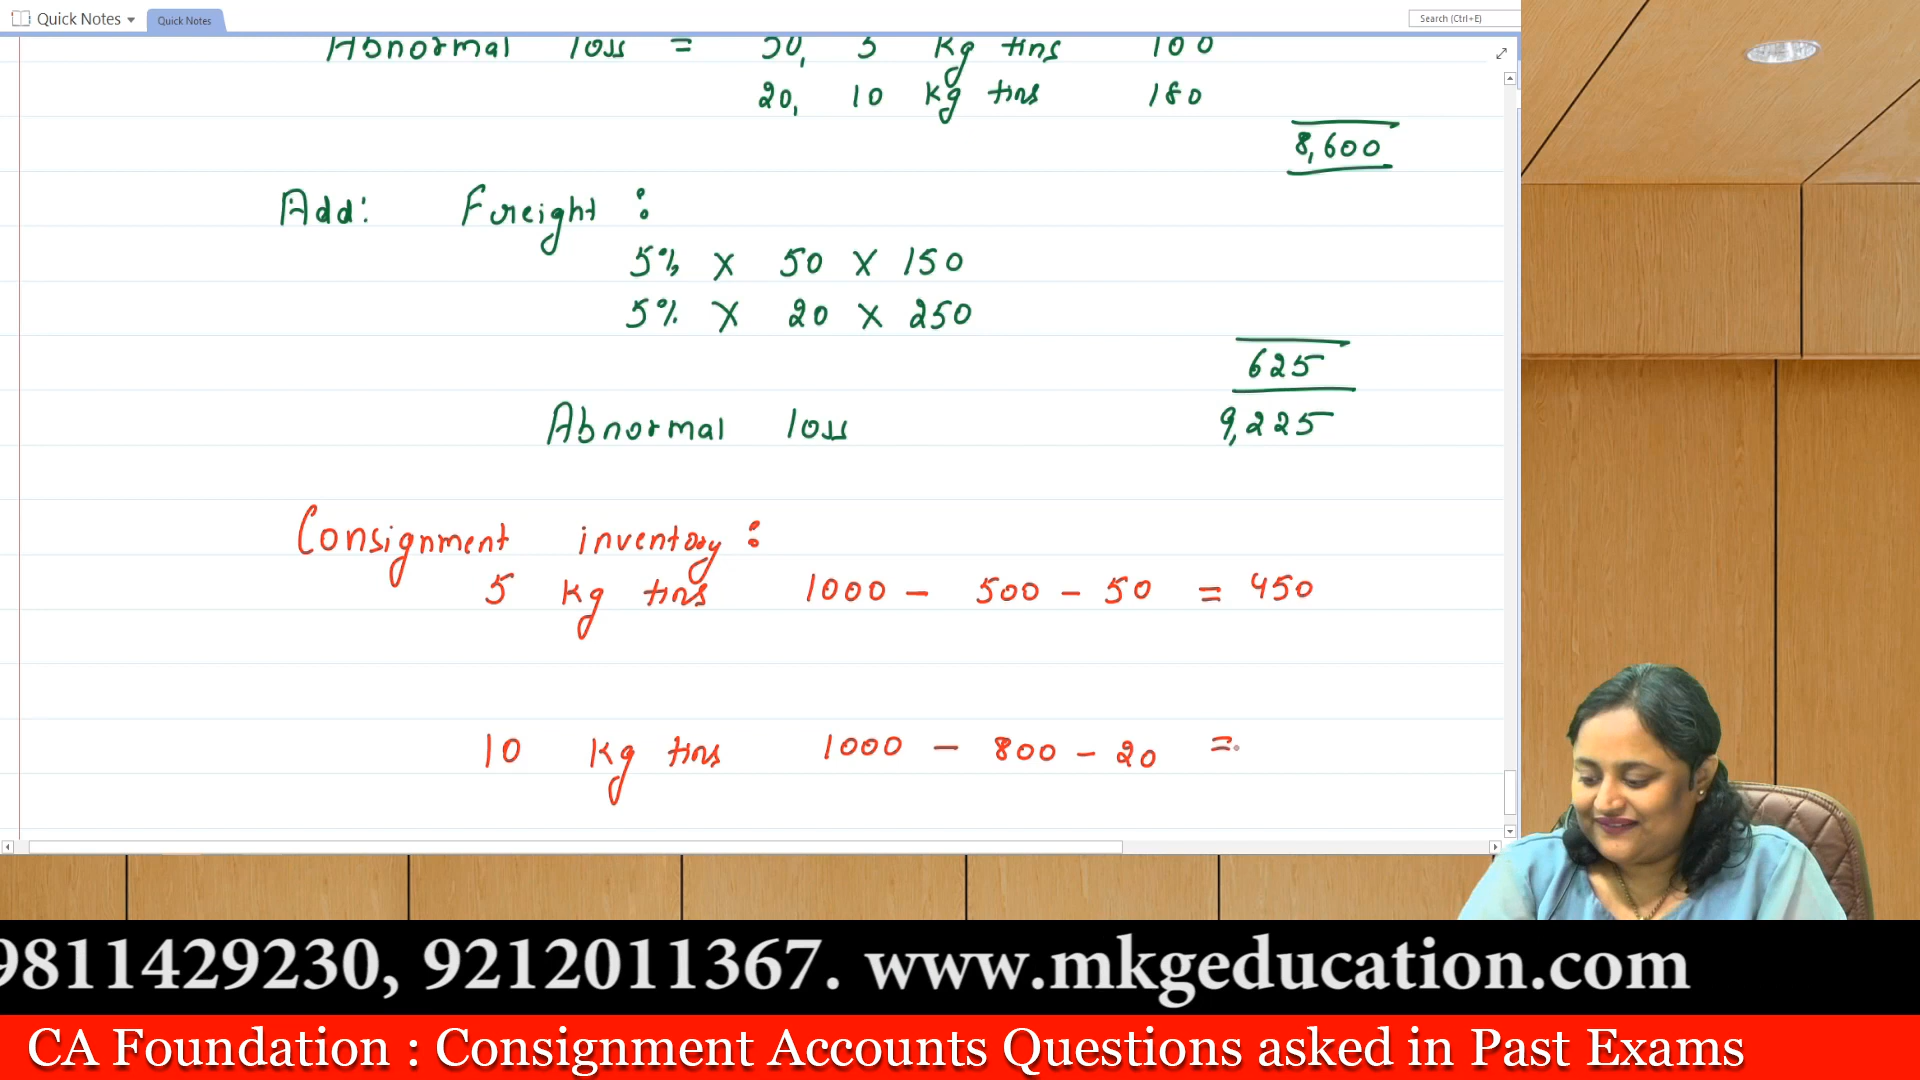 Quick Notes
Quick Notes
Search (Ctrl+E)
Abnormal loss = 50, 5 kg tins 100
20, 10 kg tins 180
8,600
Add: Freight :
5% X 50 X 150
5% X 20 X 250
625
Abnormal loss 9,225
Consignment inventory :
5 kg tins 1000 - 500 - 50 = 450
10 kg tins 1000 - 800 - 20 =
9811429230, 9212011367. www.mkgeducation.com
CA Foundation : Consignment Accounts Questions asked in Past Exams